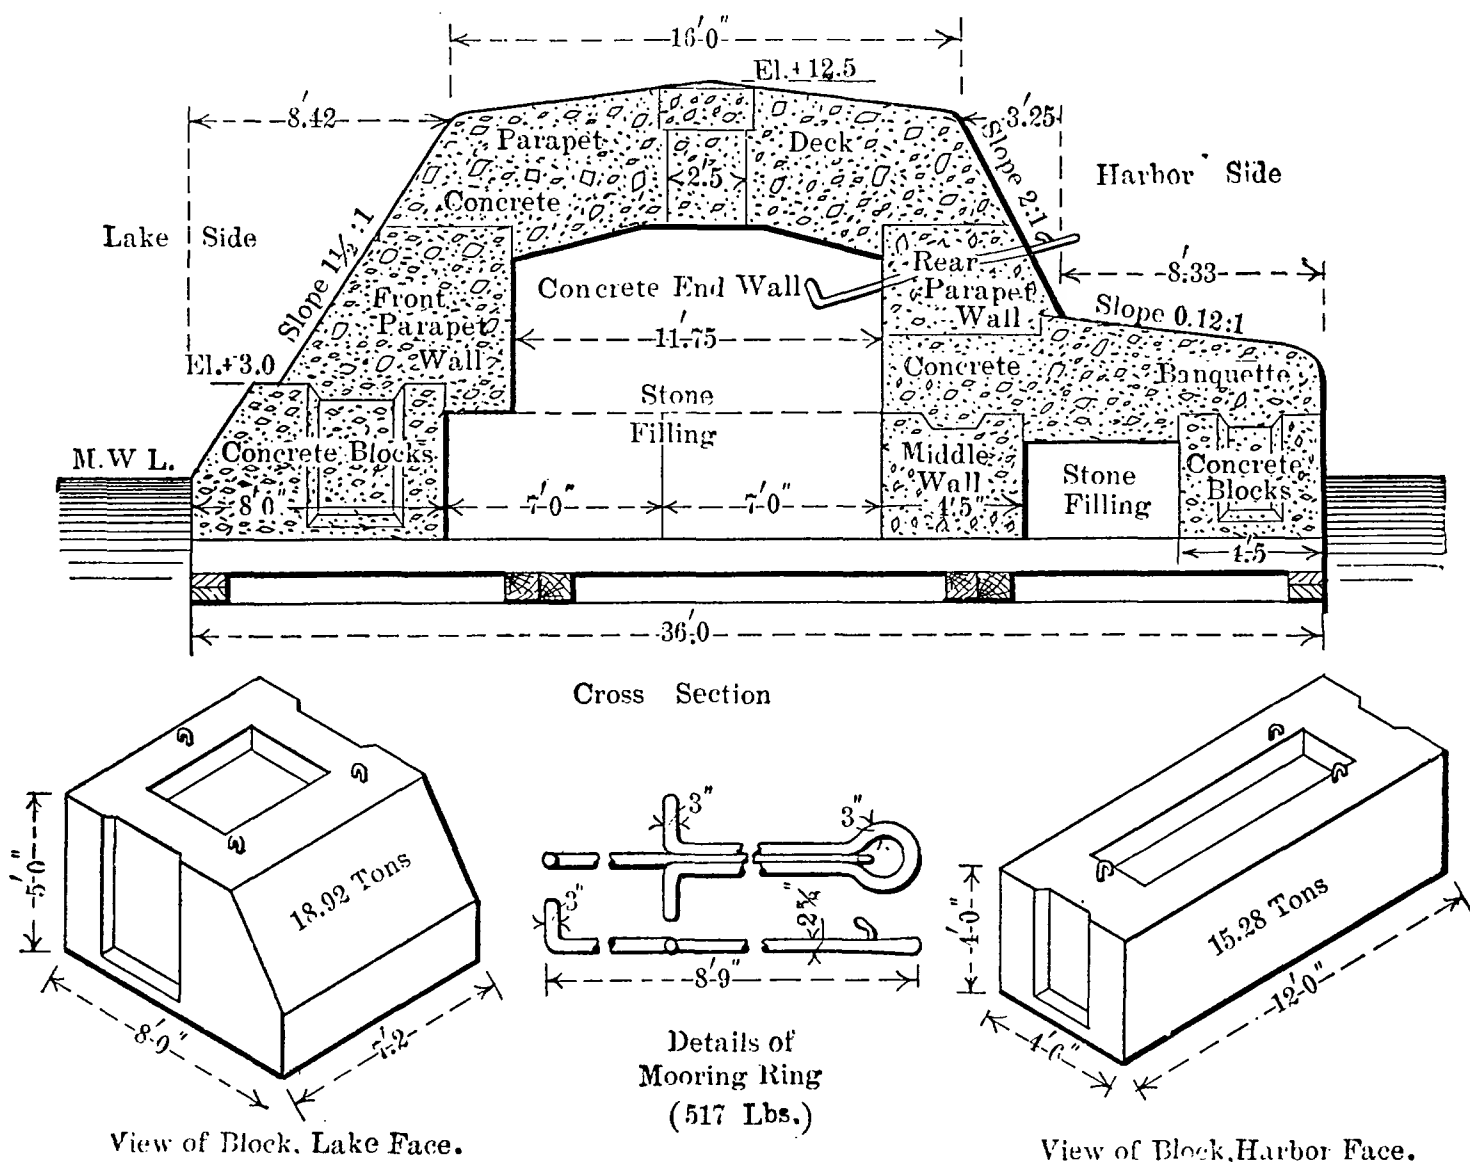 16'0"
El.+12.5
8.42'
3.25'
Parapet
Deck
Slope 2:1
Harbor Side
2.5'
Concrete
Lake Side
Slope 1 1/2:1
Rear
Parapet
Wall
8.33'
Concrete End Wall
Front
Parapet
Wall
Slope 0.12:1
11.75'
El.+3.0
Concrete
Banquette
Stone
Filling
M.W L.
Concrete Blocks
Middle
Wall
Stone
Filling
Concrete
Blocks
8'0"
7'0"
7'0"
4'5"
4.5'
36.0'
Cross Section
5'-0"
18.92 Tons
8'-0"
7.2'
View of Block, Lake Face.
3"
3"
3"
8'-9"
Details of
Mooring Ring
(517 Lbs.)
4'-0"
15.28 Tons
12'-0"
View of Block, Harbor Face.